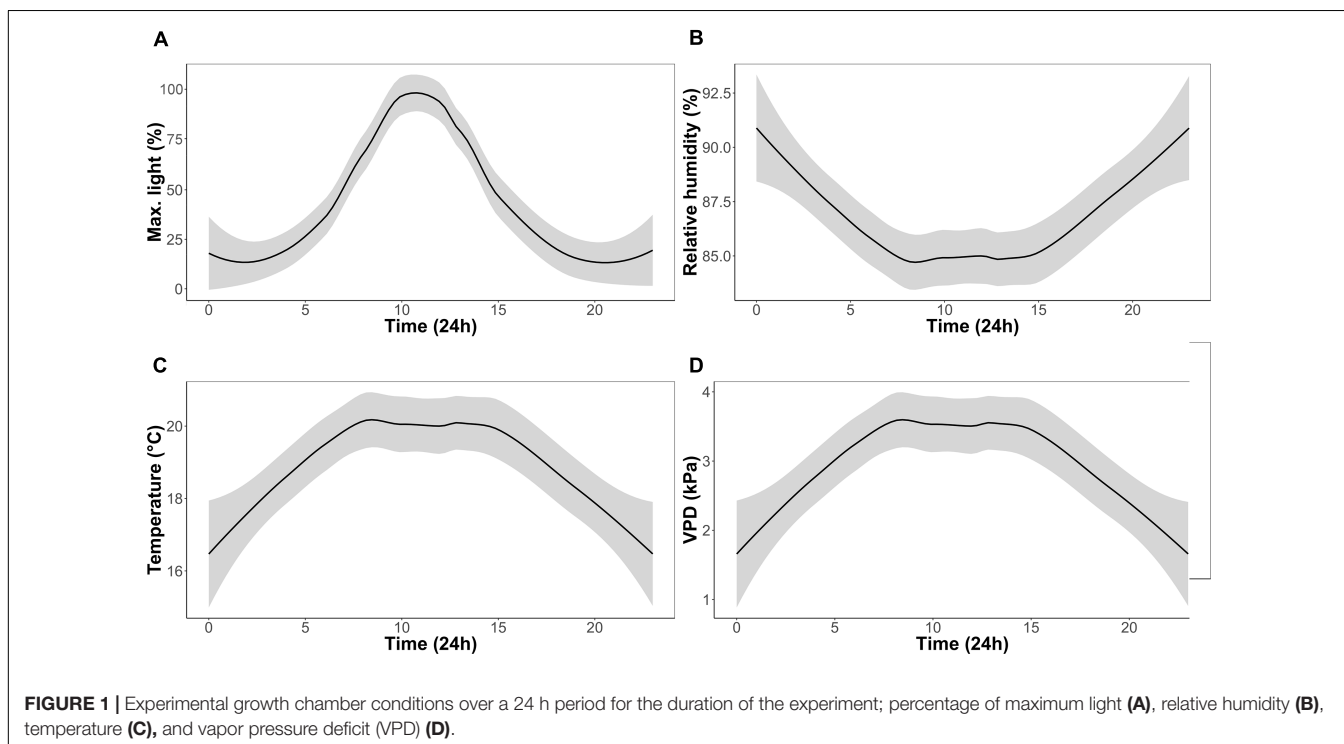 A
Max. light (%)
100
75
50
25
0
0 5 10 15 20
Time (24h)
B
Relative humidity (%)
92.5
90.0
87.5
85.0
0 5 10 15 20
Time (24h)
C
Temperature (°C)
20
18
16
0 5 10 15 20
Time (24h)
D
VPD (kPa)
4
3
2
1
0 5 10 15 20
Time (24h)
FIGURE 1 | Experimental growth chamber conditions over a 24 h period for the duration of the experiment; percentage of maximum light (A), relative humidity (B),
temperature (C), and vapor pressure deficit (VPD) (D).